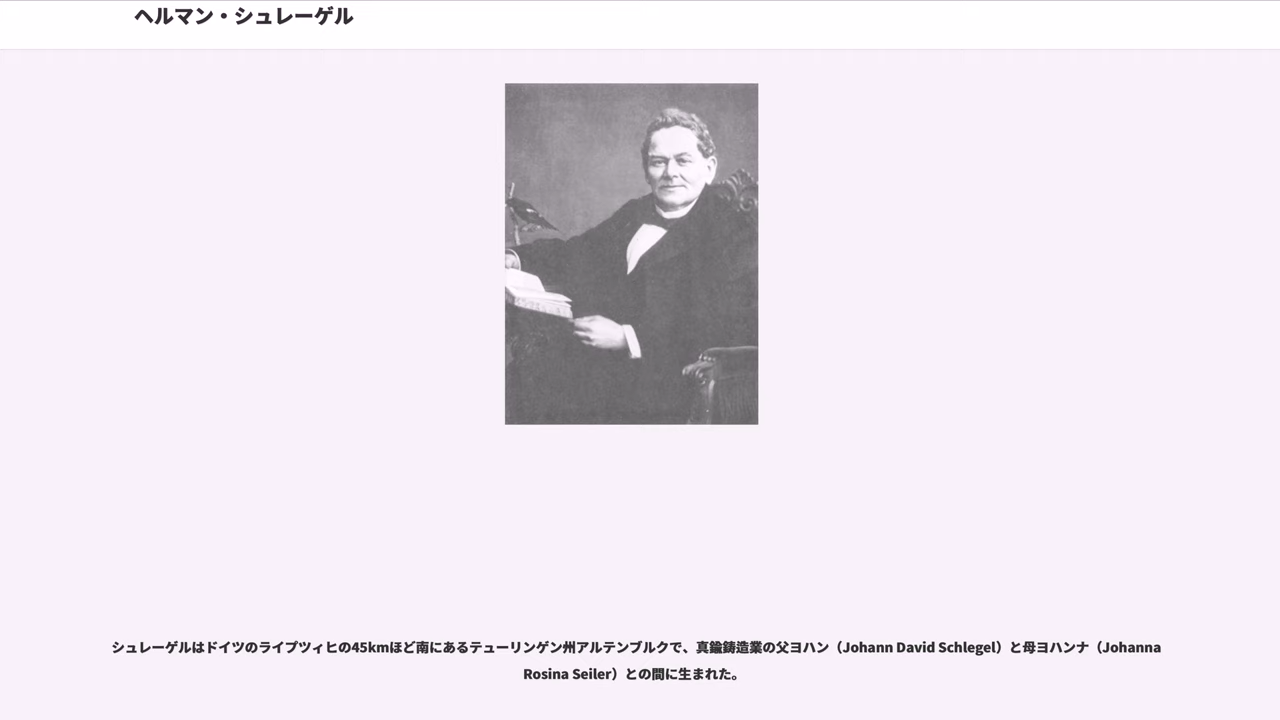 ヘルマン・シュレーゲル
シュレーゲルはドイツのライプツィヒの45kmほど南にあるテューリンゲン州アルテンブルクで、真鍮鋳造業の父ヨハン（Johann David Schlegel）と母ヨハンナ（Johanna
Rosina Seiler）との間に生まれた。